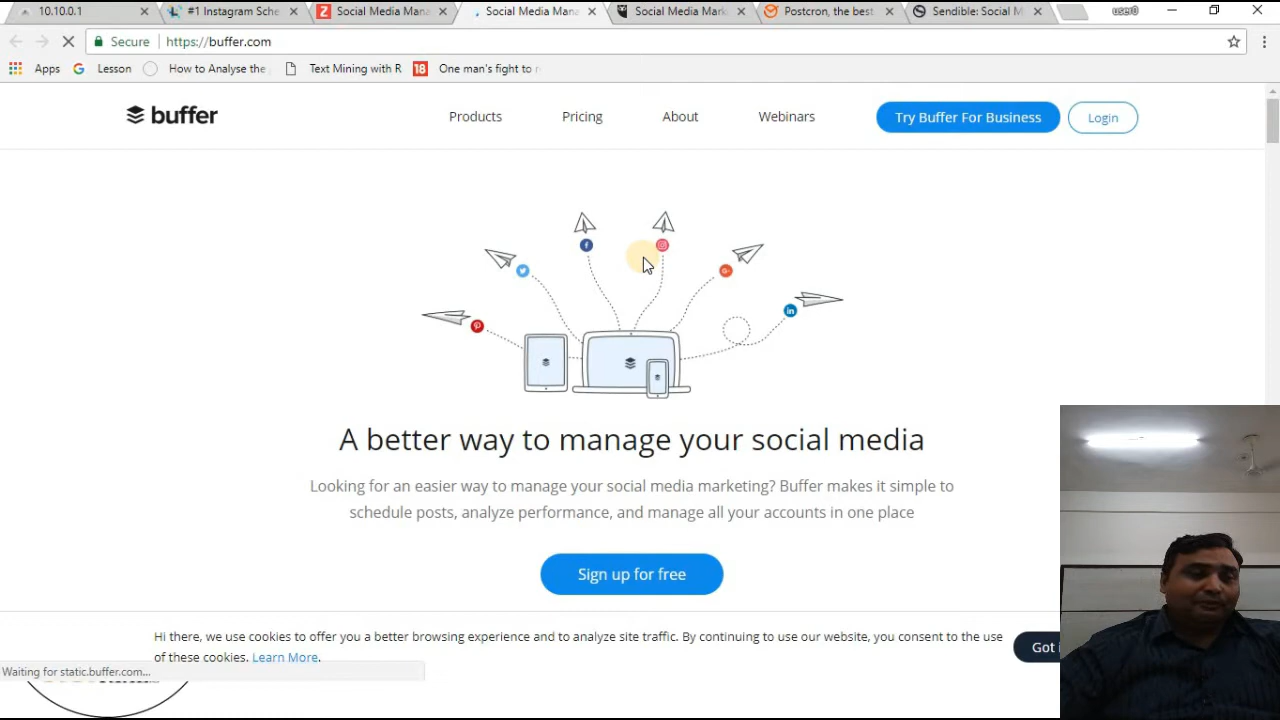 10.10.0.1
#1 Instagram Sche
Social Media Mana
Social Media Mana
Social Media Mark
Postcron, the best
Sendible: Social M
user0
Secure
https://buffer.com
Apps
Lesson
How to Analyse the
Text Mining with R
18
One man's fight to r
buffer
Products
Pricing
About
Webinars
Try Buffer For Business
Login
A better way to manage your social media
Looking for an easier way to manage your social media marketing? Buffer makes it simple to
schedule posts, analyze performance, and manage all your accounts in one place
Sign up for free
Hi there, we use cookies to offer you a better browsing experience and to analyze site traffic. By continuing to use our website, you consent to the use
of these cookies. Learn More.
Got i
Waiting for static.buffer.com...